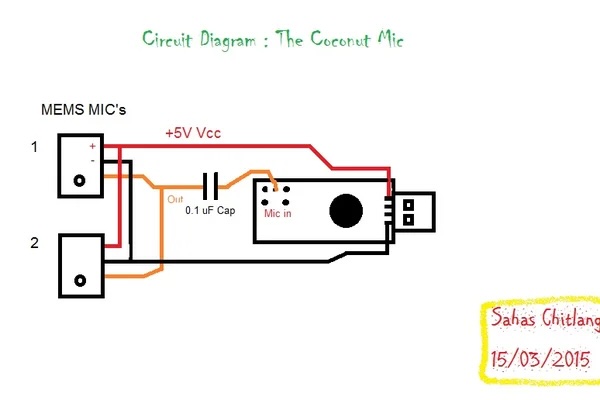 Circuit Diagram : The Coconut Mic
MEMS MIC's
1
+5V Vcc
+
-
Out
0.1 uF Cap
Mic in
2
Sahas Chitlang
15/03/2015